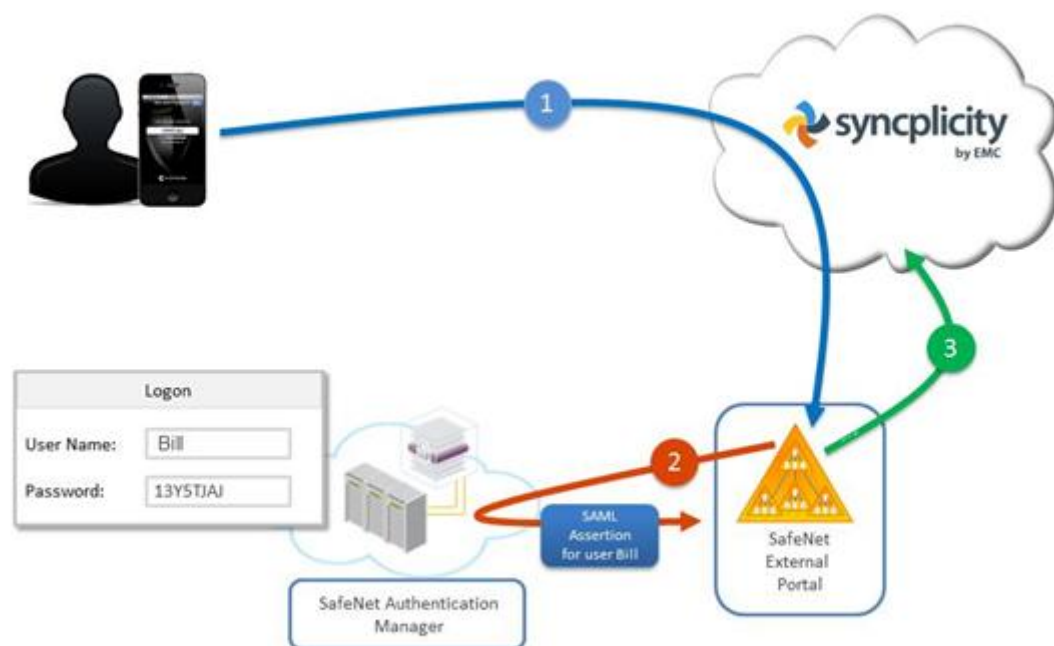 1
syncplicity
by EMC
3
Logon
User Name: Bill
Password: 13Y5TJAJ
2
SAML
Assertion
for user Bill
SafeNet
External
Portal
SafeNet Authentication
Manager